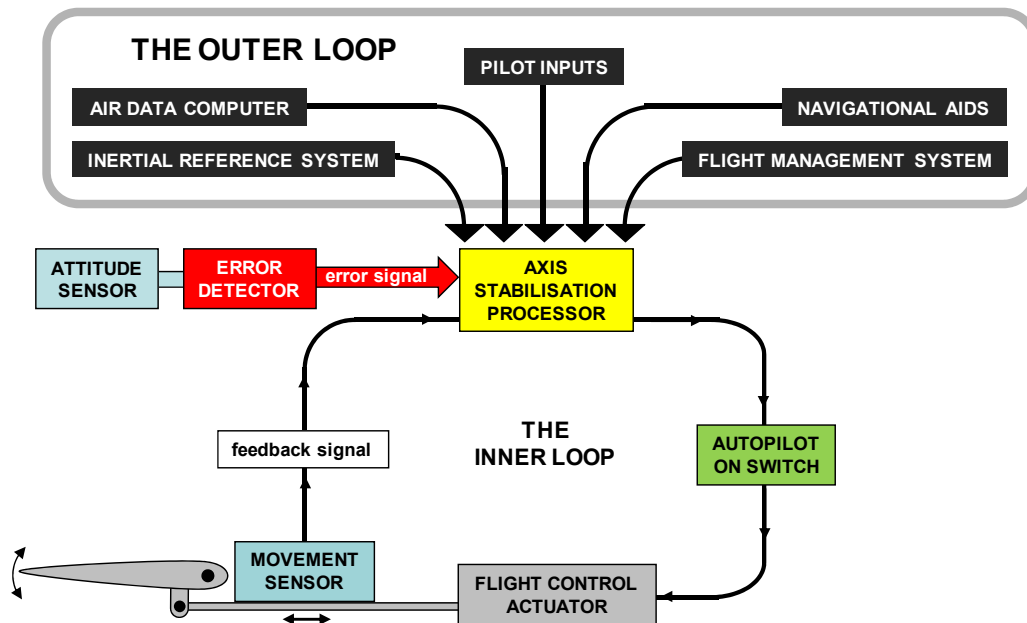 THE OUTER LOOP
PILOT INPUTS
AIR DATA COMPUTER
NAVIGATIONAL AIDS
INERTIAL REFERENCE SYSTEM
FLIGHT MANAGEMENT SYSTEM
ATTITUDE
SENSOR
ERROR
DETECTOR
error signal
AXIS
STABILISATION
PROCESSOR
feedback signal
THE
INNER LOOP
AUTOPILOT
ON SWITCH
MOVEMENT
SENSOR
FLIGHT CONTROL
ACTUATOR